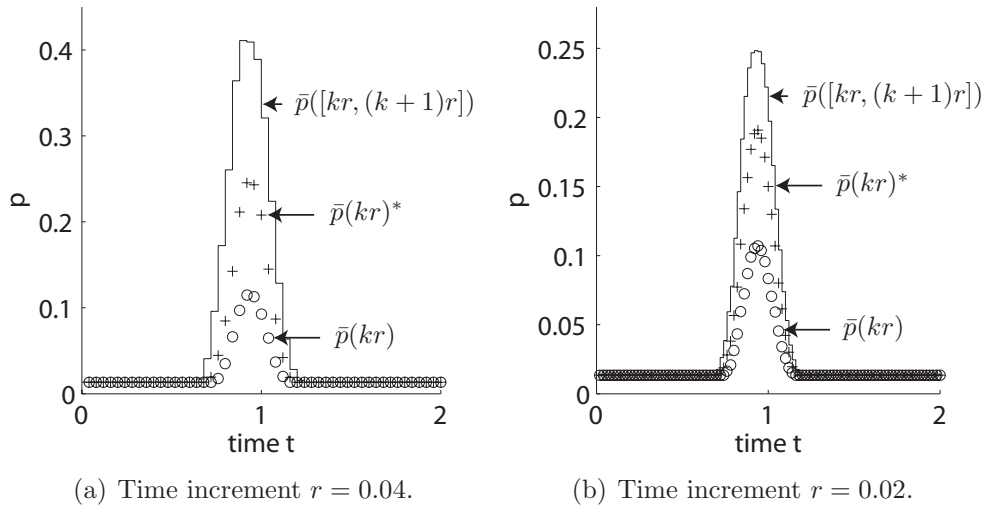 0.4
0.3
0.2
0.1
0
p
0
1
2
time t
p̄([kr, (k + 1)r])
p̄(kr)*
p̄(kr)
(a) Time increment r = 0.04.
0.25
0.2
0.15
0.1
0.05
0
p
0
1
2
time t
p̄([kr, (k + 1)r])
p̄(kr)*
p̄(kr)
(b) Time increment r = 0.02.